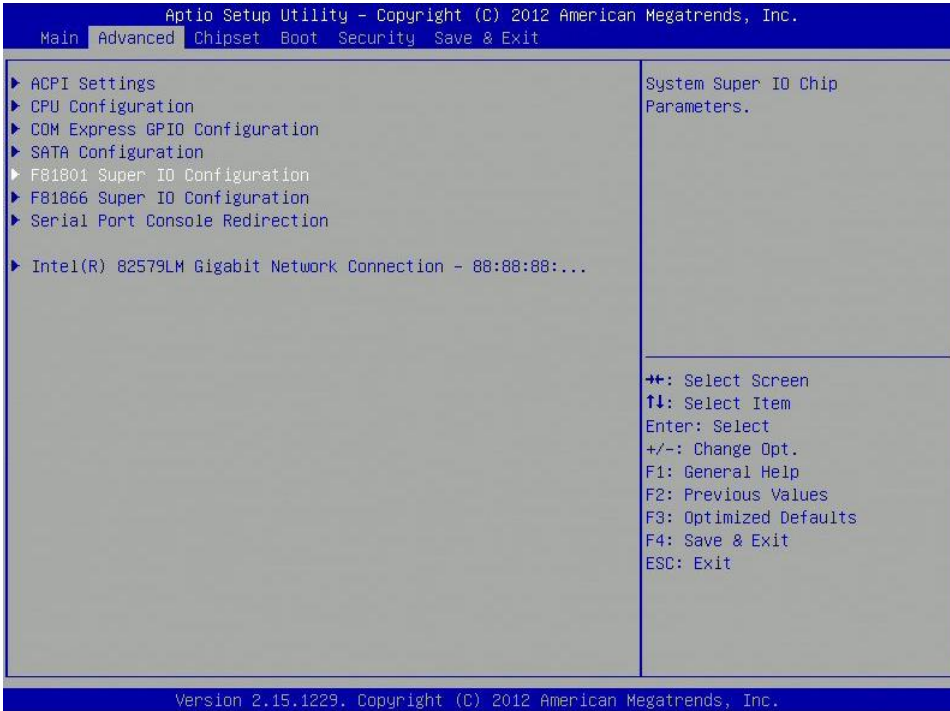 Aptio Setup Utility – Copyright (C) 2012 American Megatrends, Inc.
Main Advanced Chipset Boot Security Save & Exit
▶ ACPI Settings
▶ CPU Configuration
▶ COM Express GPIO Configuration
▶ SATA Configuration
▶ F81801 Super IO Configuration
▶ F81866 Super IO Configuration
▶ Serial Port Console Redirection
▶ Intel(R) 82579LM Gigabit Network Connection – 88:88:88:...
System Super IO Chip
Parameters.
→←: Select Screen
↑↓: Select Item
Enter: Select
+/-: Change Opt.
F1: General Help
F2: Previous Values
F3: Optimized Defaults
F4: Save & Exit
ESC: Exit
Version 2.15.1229. Copyright (C) 2012 American Megatrends, Inc.